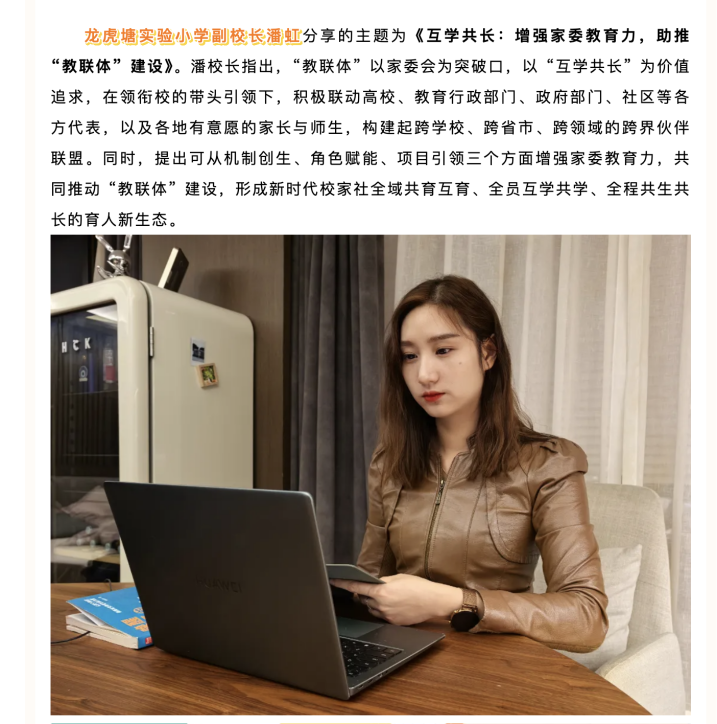 龙虎塘实验小学副校长潘虹分享的主题为《互学共长：增强家委教育力，助推
“教联体”建设》。潘校长指出，“教联体”以家委会为突破口，以“互学共长”为价值
追求，在领衔校的带头引领下，积极联动高校、教育行政部门、政府部门、社区等各
方代表，以及各地有意愿的家长与师生，构建起跨学校、跨省市、跨领域的跨界伙伴
联盟。同时，提出可从机制创生、角色赋能、项目引领三个方面增强家委教育力，共
同推动“教联体”建设，形成新时代校家社全域共育互育、全员互学共学、全程共生共
长的育人新生态。
HCK
HUAWEI